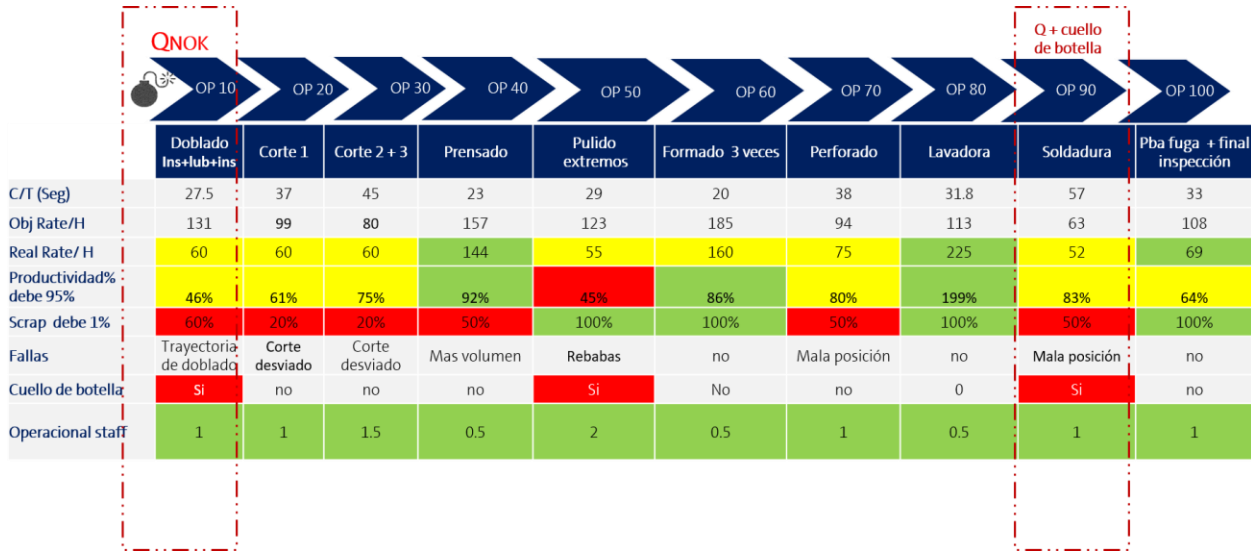 QNOK
Q + cuello
de botella
OP 10 OP 20 OP 30 OP 40 OP 50 OP 60 OP 70 OP 80 OP 90 OP 100
Doblado
Ins+lub+ins
Corte 1
Corte 2 + 3
Prensado
Pulido
extremos
Formado 3 veces
Perforado
Lavadora
Soldadura
Pba fuga + final
inspección
C/T (Seg) 27.5 37 45 23 29 20 38 31.8 57 33
Obj Rate/H 131 99 80 157 123 185 94 113 63 108
Real Rate/ H 60 60 60 144 55 160 75 225 52 69
Productividad%
debe 95% 46% 61% 75% 92% 45% 86% 80% 199% 83% 64%
Scrap debe 1% 60% 20% 20% 50% 100% 100% 50% 100% 50% 100%
Fallas
Trayectoria
de doblado
Corte
desviado
Corte
desviado
Mas volumen
Rebabas
no
Mala posición
no
Mala posición
no
Cuello de botella Si no no no Si No no 0 Si no
Operacional staff 1 1 1.5 0.5 2 0.5 1 0.5 1 1